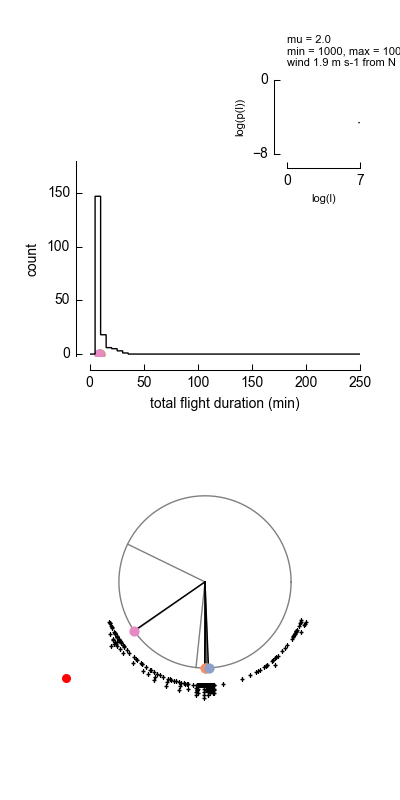 mu = 2.0
min = 1000, max = 100
wind 1.9 m s-1 from N
0
log(p(l))
−8
0
7
log(l)
150
100
50
0
count
0
50
100
150
200
250
total flight duration (min)